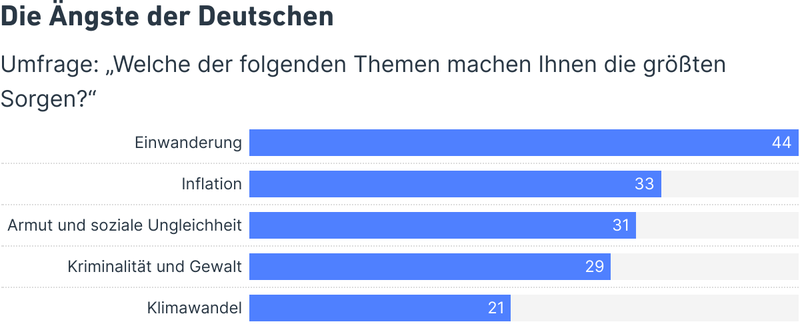 Die Ängste der Deutschen
Umfrage: „Welche der folgenden Themen machen Ihnen die größten
Sorgen?“
Einwanderung 44
Inflation 33
Armut und soziale Ungleichheit 31
Kriminalität und Gewalt 29
Klimawandel 21